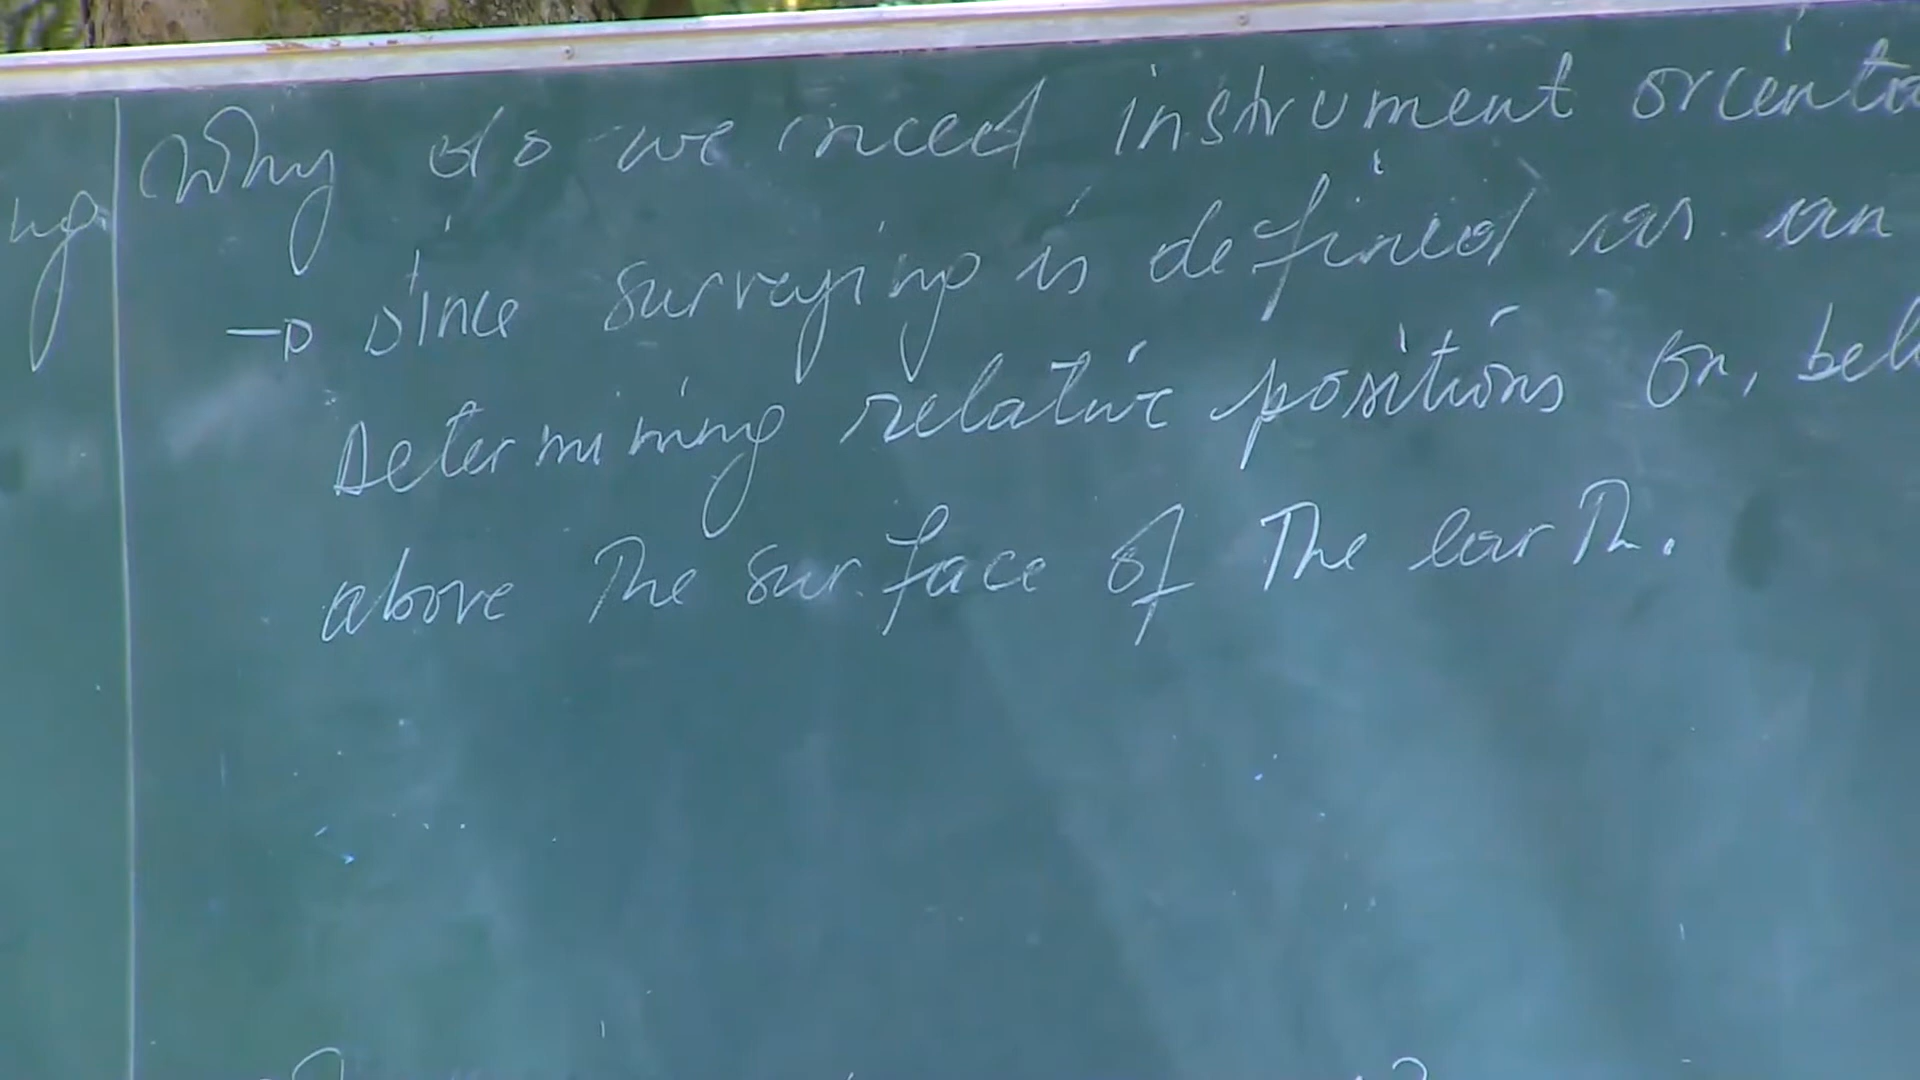 ng.
Why do we need instrument orienta
→ since surveying is defined as an
Determining relative positions on, bel
above The surface of The earth.